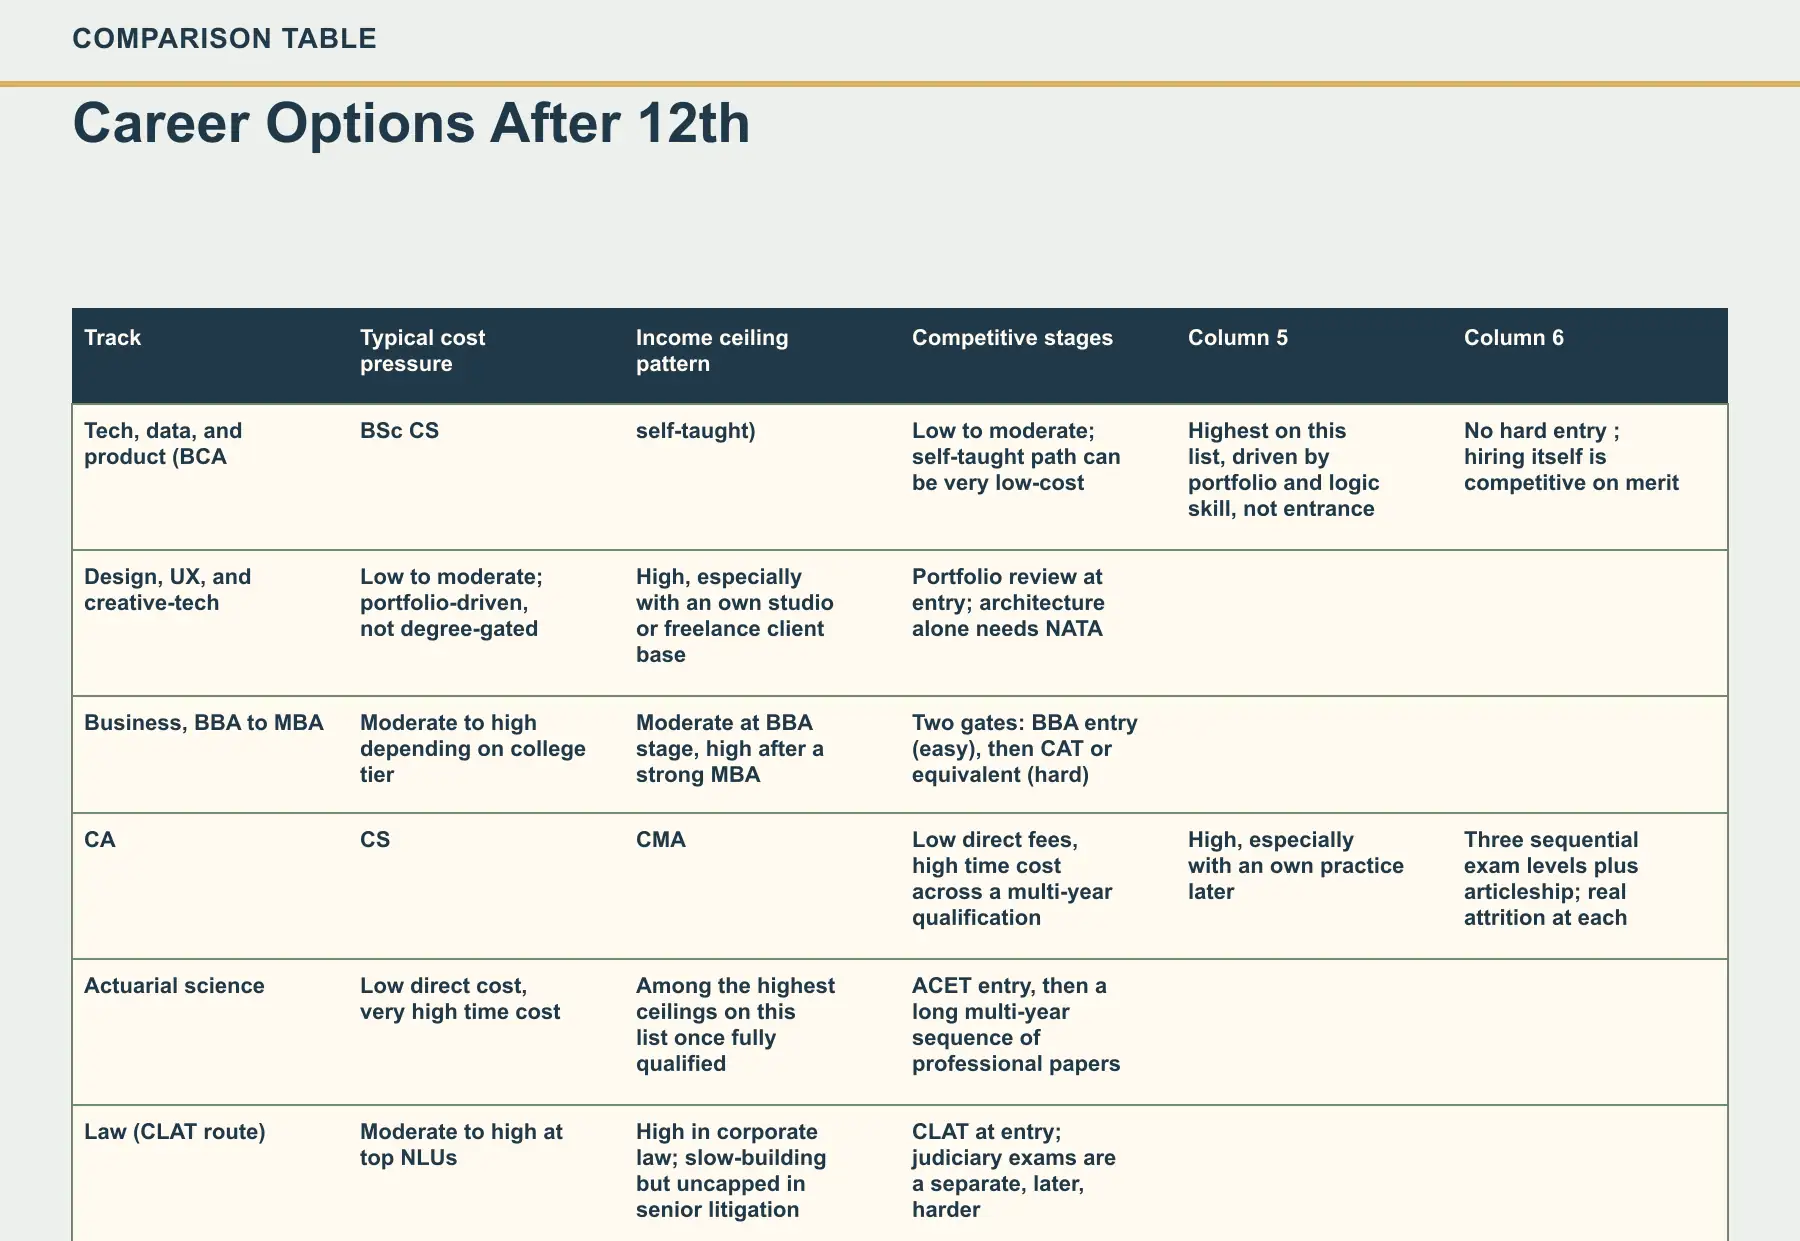 COMPARISON TABLE
Career Options After 12th
Track
Typical cost
pressure
Income ceiling
pattern
Competitive stages
Column 5
Column 6
Tech, data, and
product (BCA
BSc CS
self-taught)
Low to moderate;
self-taught path can
be very low-cost
Highest on this
list, driven by
portfolio and logic
skill, not entrance
No hard entry ;
hiring itself is
competitive on merit
Design, UX, and
creative-tech
Low to moderate;
portfolio-driven,
not degree-gated
High, especially
with an own studio
or freelance client
base
Portfolio review at
entry; architecture
alone needs NATA
Business, BBA to MBA
Moderate to high
depending on college
tier
Moderate at BBA
stage, high after a
strong MBA
Two gates: BBA entry
(easy), then CAT or
equivalent (hard)
CA
CS
CMA
Low direct fees,
high time cost
across a multi-year
qualification
High, especially
with an own practice
later
Three sequential
exam levels plus
articleship; real
attrition at each
Actuarial science
Low direct cost,
very high time cost
Among the highest
ceilings on this
list once fully
qualified
ACET entry, then a
long multi-year
sequence of
professional papers
Law (CLAT route)
Moderate to high at
top NLUs
High in corporate
law; slow-building
but uncapped in
senior litigation
CLAT at entry;
judiciary exams are
a separate, later,
harder